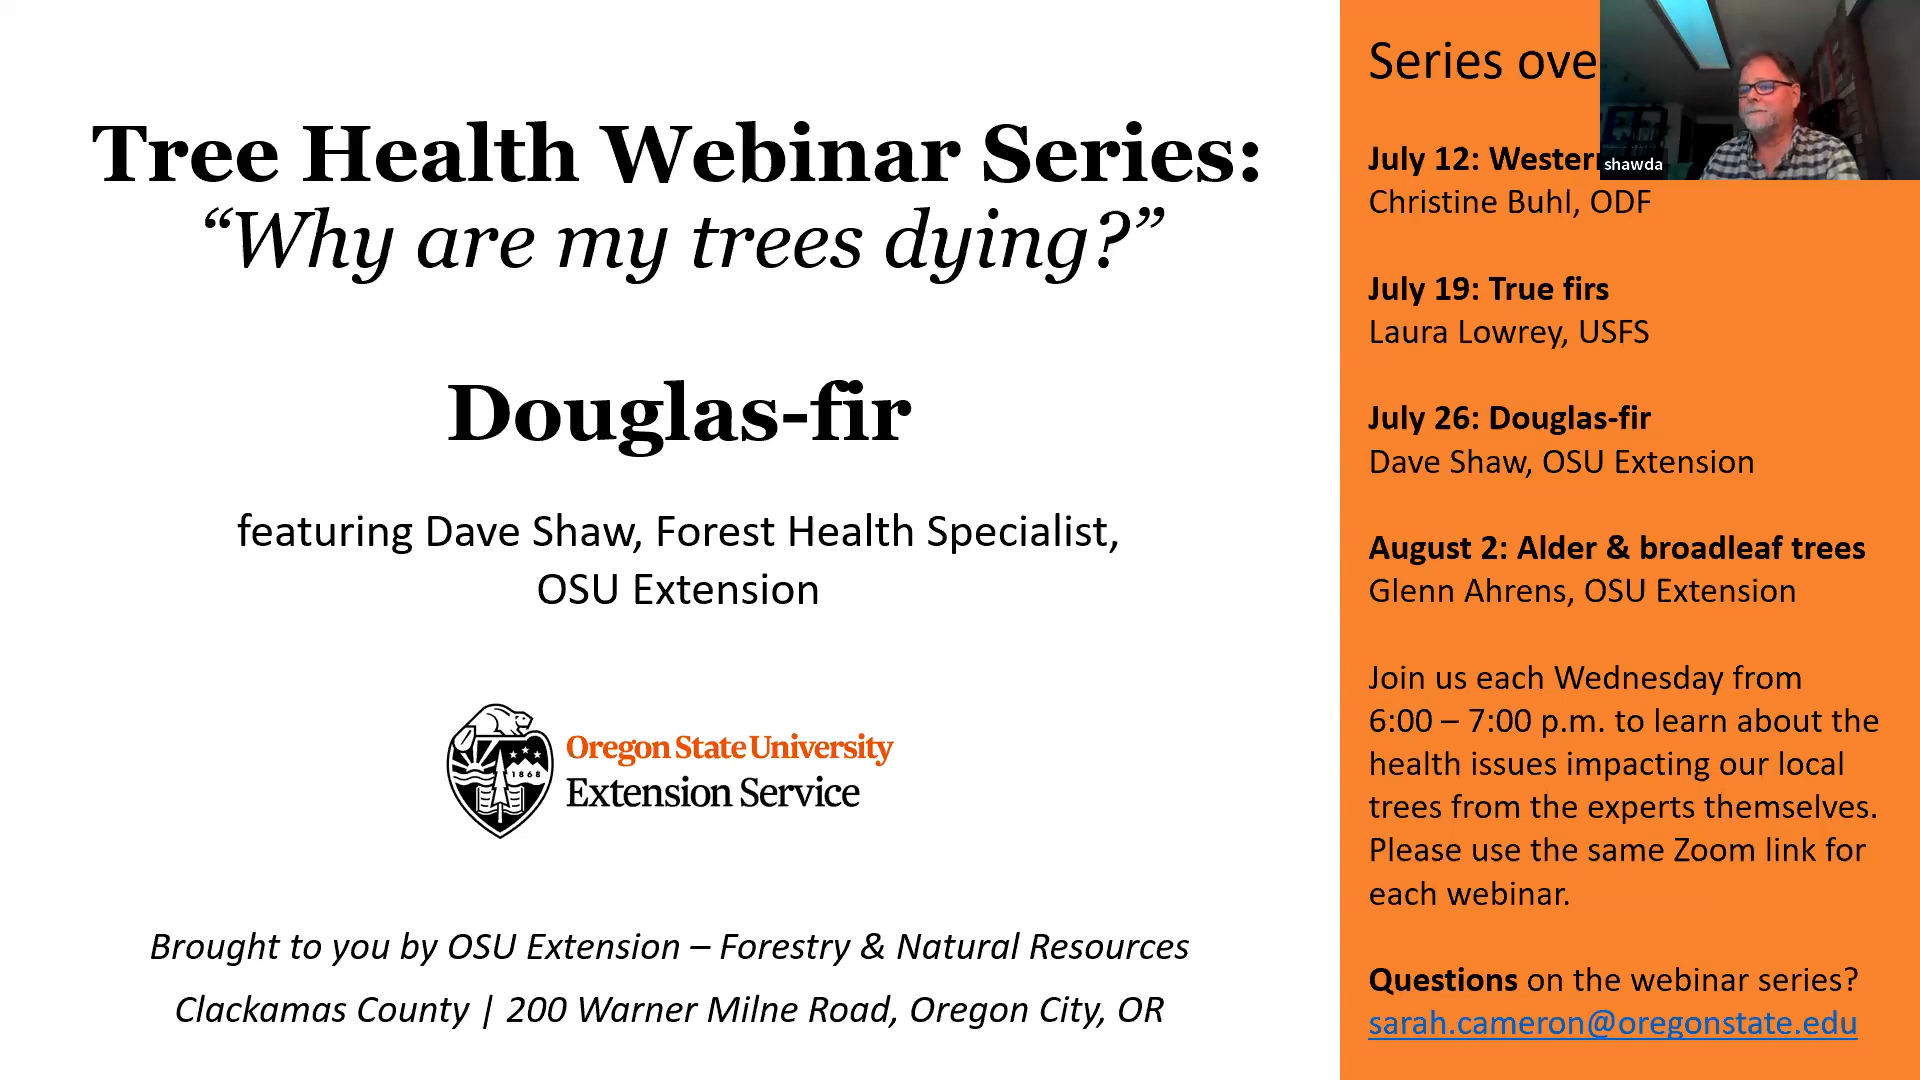 Tree Health Webinar Series:
“Why are my trees dying?”
Douglas-fir
featuring Dave Shaw, Forest Health Specialist,
OSU Extension
1868
Oregon State University
Extension Service
Brought to you by OSU Extension – Forestry & Natural Resources
Clackamas County | 200 Warner Milne Road, Oregon City, OR
Series
July 12:
Christine Buhl, ODF
July 19: True firs
Laura Lowrey, USFS
July 26: Douglas-fir
Dave Shaw, OSU Extension
August 2: Alder & broadleaf trees
Glenn Ahrens, OSU Extension
Join us each Wednesday from
6:00 – 7:00 p.m. to learn about the
health issues impacting our local
trees from the experts themselves.
Please use the same Zoom link for
each webinar.
Questions on the webinar series?
sarah.cameron@oregonstate.edu
shawda